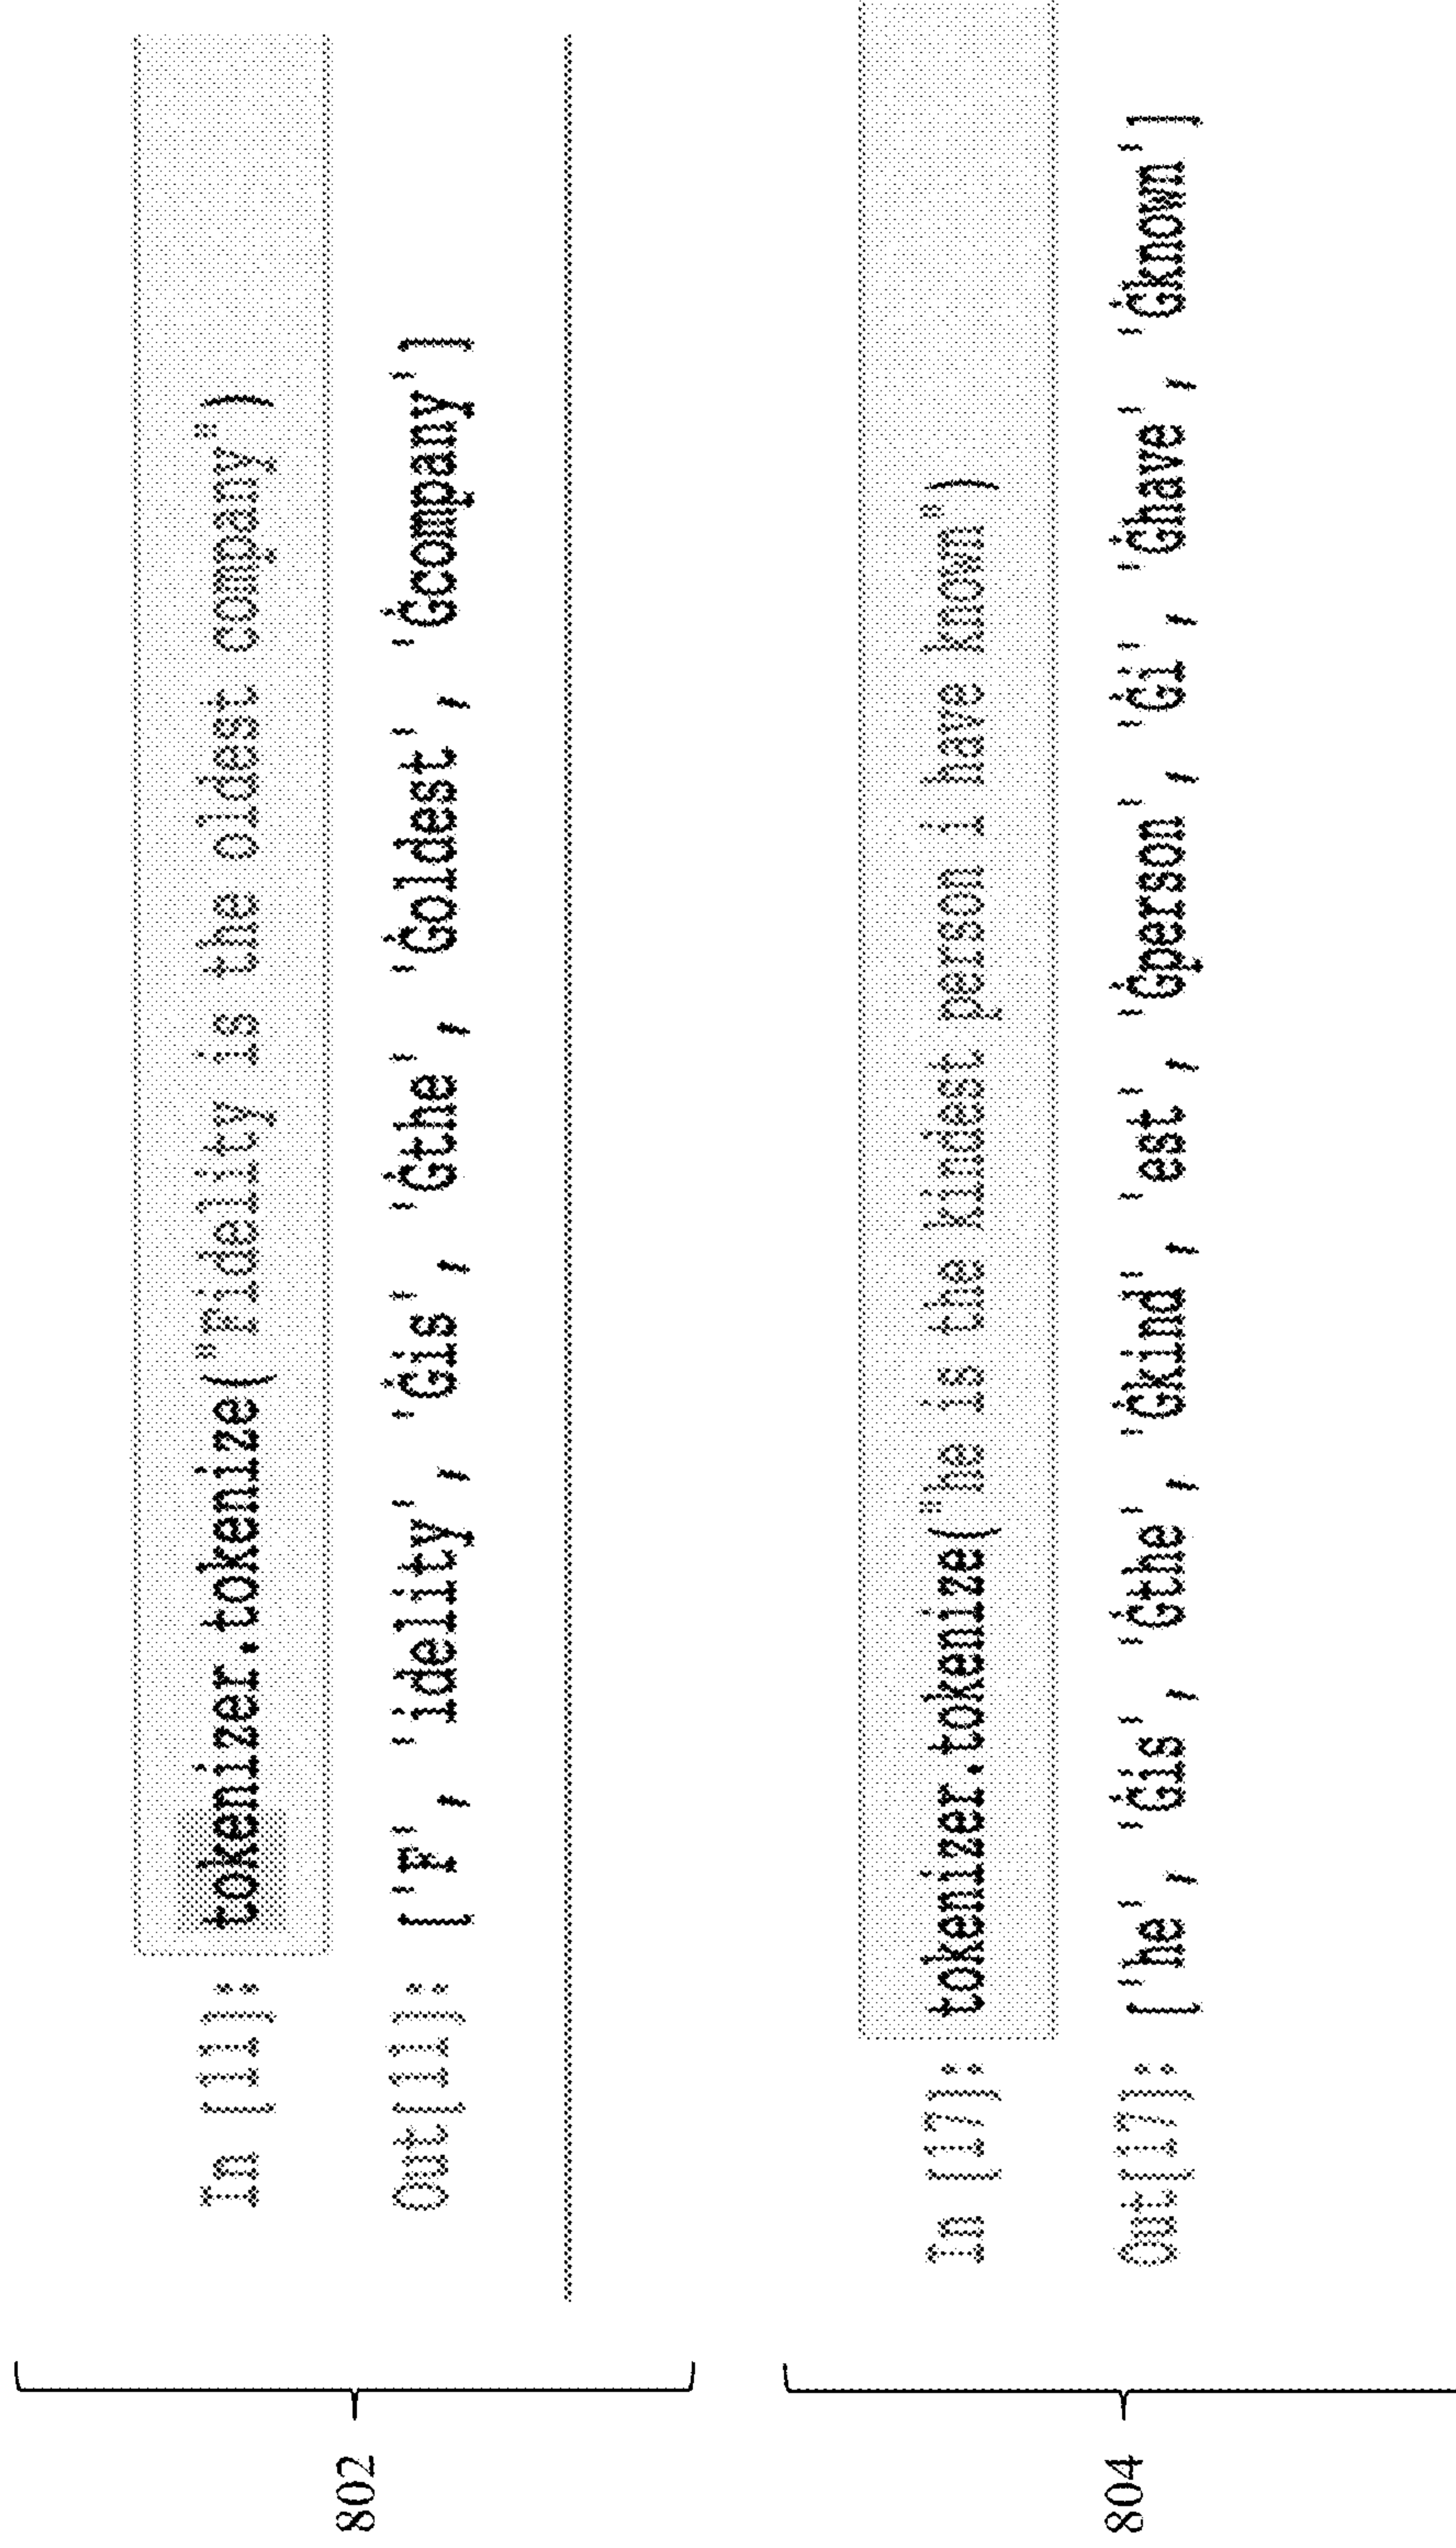 802
In [11]: tokenizer.tokenize("Fidelity is the oldest company")
Out[11]: ['F', 'idelity', 'Ġis', 'Ġthe', 'Ġoldest', 'Ġcompany']
804
In [17]: tokenizer.tokenize("he is the kindest person i have known")
Out[17]: ['he', 'Ġis', 'Ġthe', 'Ġkind', 'est', 'Ġperson', 'Ġi', 'Ġhave', 'Ġknown']